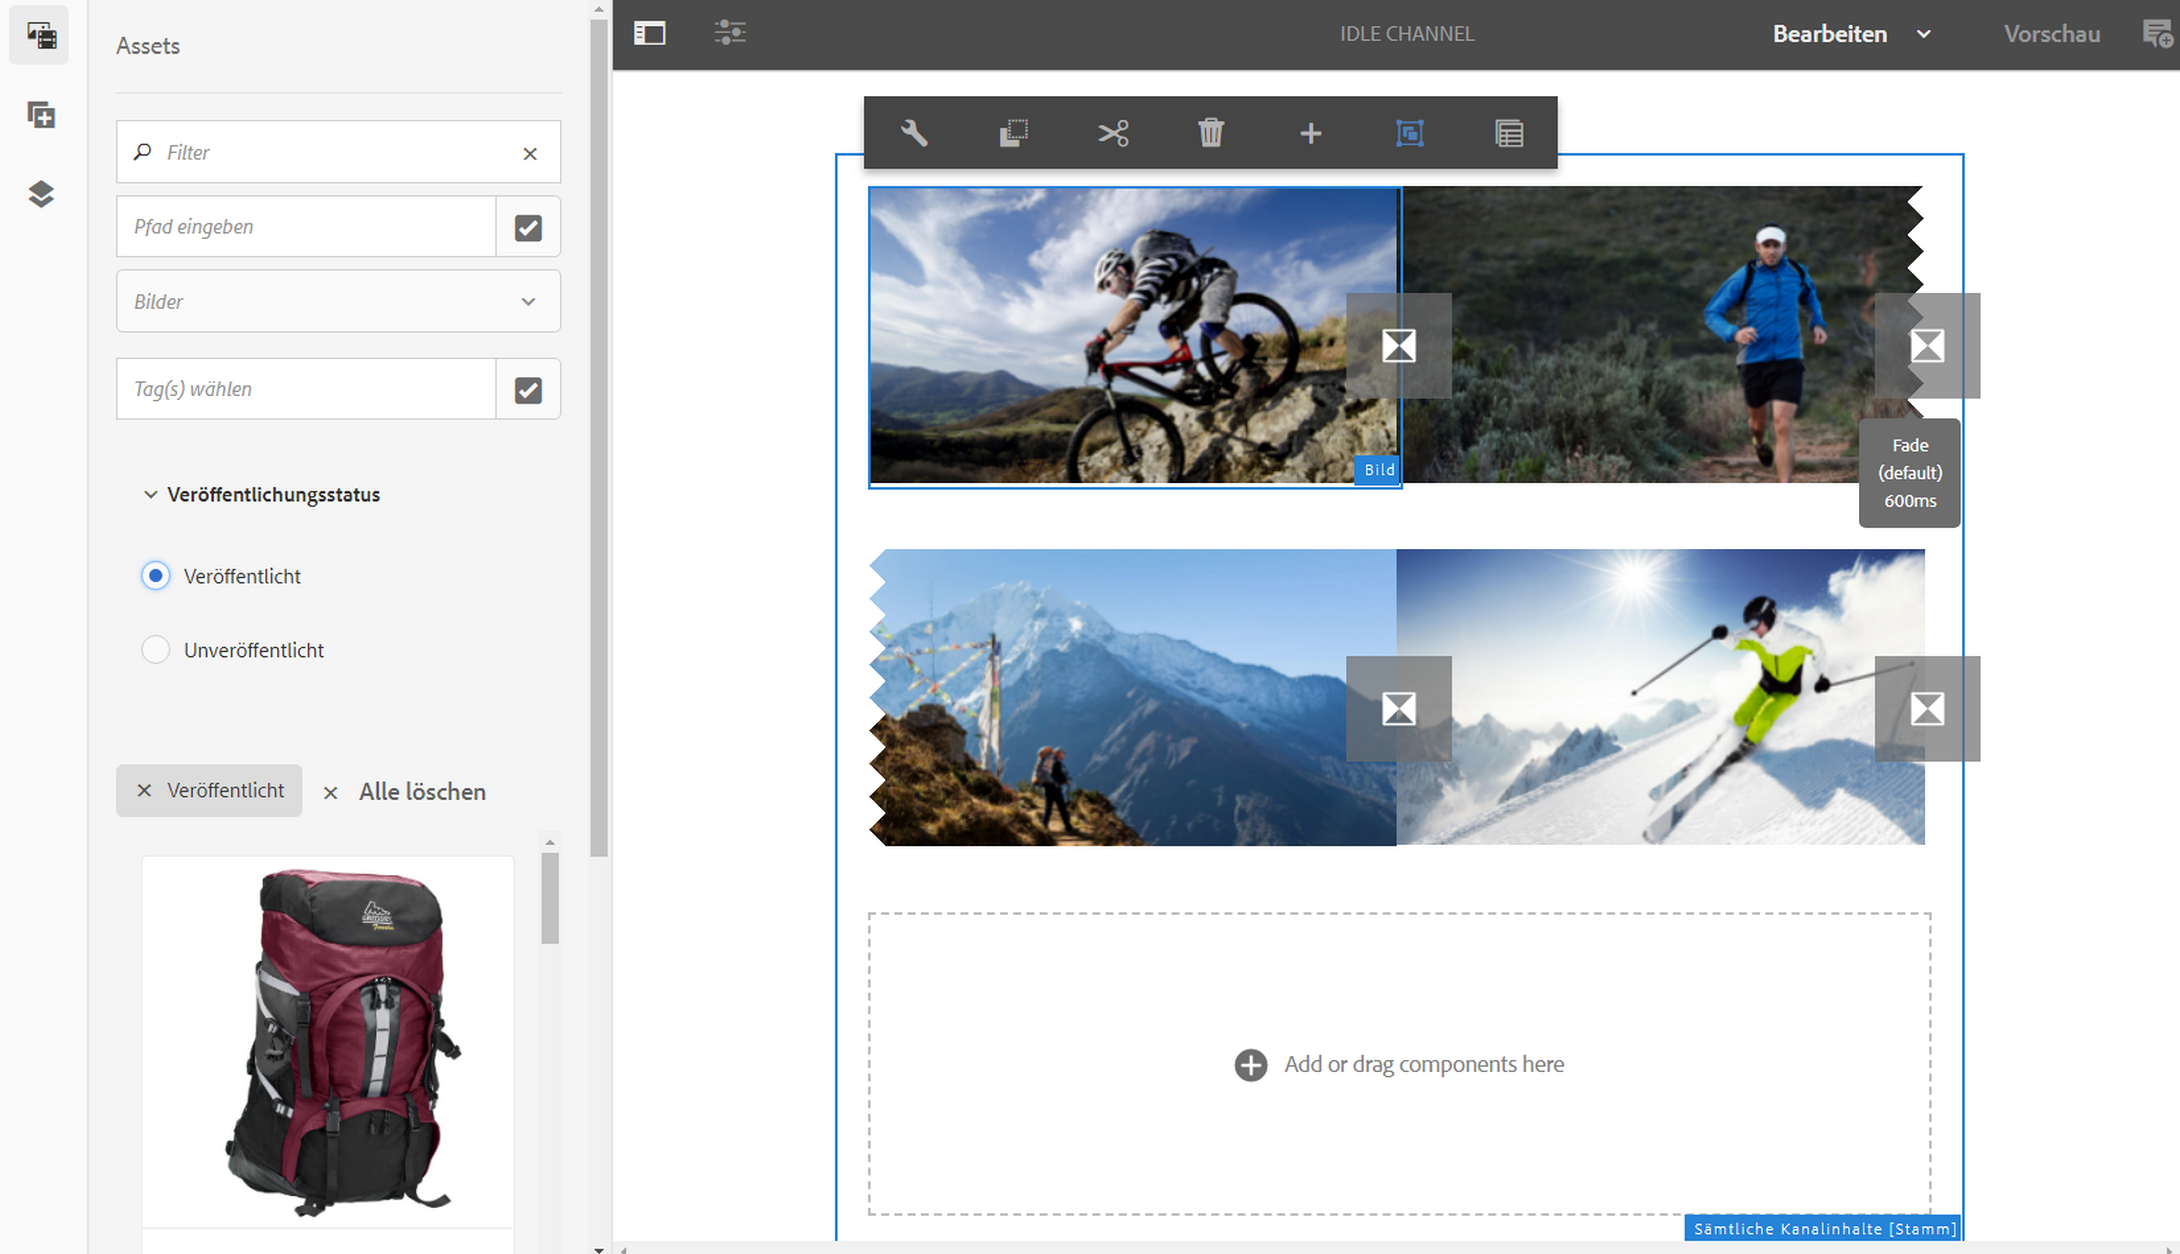 Assets
Filter
Pfad eingeben
Bilder
Tag(s) wählen
Veröffentlichungsstatus
Veröffentlicht
Unveröffentlicht
Veröffentlicht
Alle löschen
IDLE CHANNEL
Bearbeiten
Vorschau
Bild
Fade
(default)
600ms
Add or drag components here
Sämtliche Kanalinhalte [Stamm]